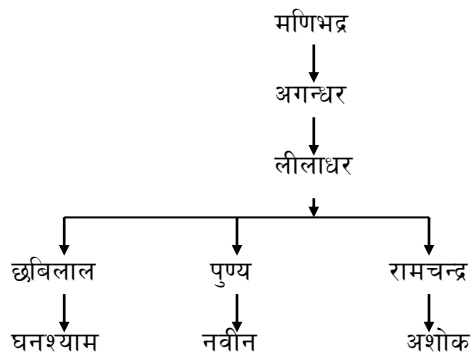 मणिभद्र
अगन्धर
लीलाधर
छबिलाल पुण्य रामचन्द्र
घनश्याम नवीन अशोक